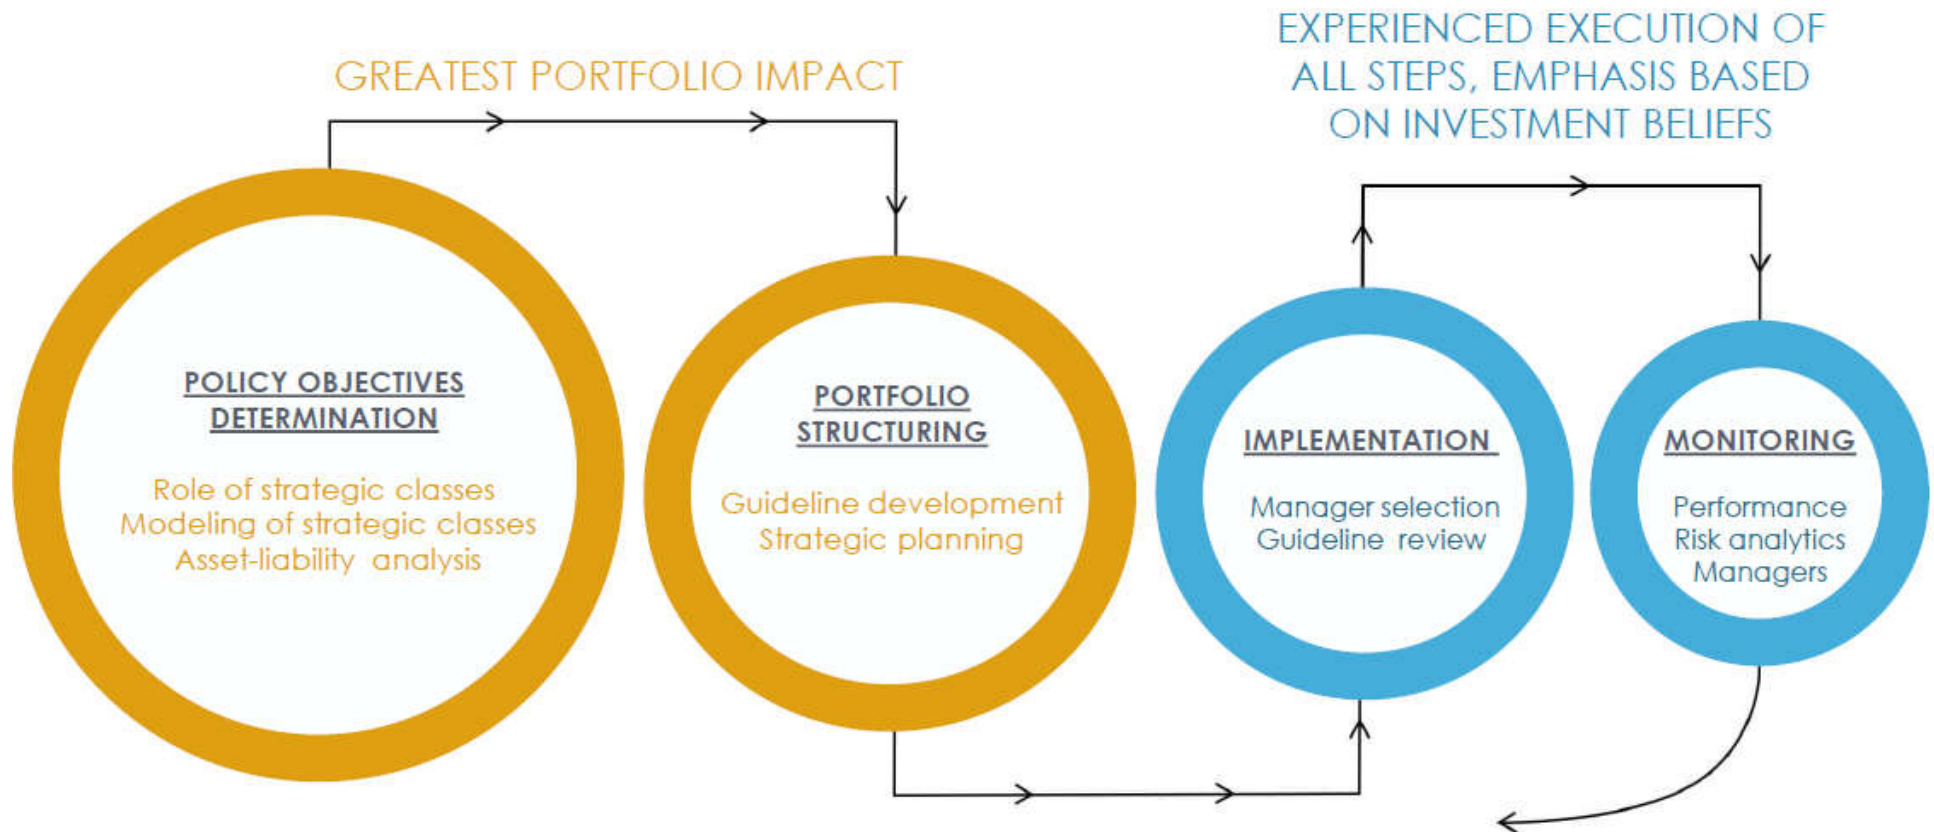 GREATEST PORTFOLIO IMPACT
EXPERIENCED EXECUTION OF
ALL STEPS, EMPHASIS BASED
ON INVESTMENT BELIEFS
POLICY OBJECTIVES
DETERMINATION
Role of strategic classes
Modeling of strategic classes
Asset-liability analysis
PORTFOLIO
STRUCTURING
Guideline development
Strategic planning
IMPLEMENTATION
Manager selection
Guideline review
MONITORING
Performance
Risk analytics
Managers